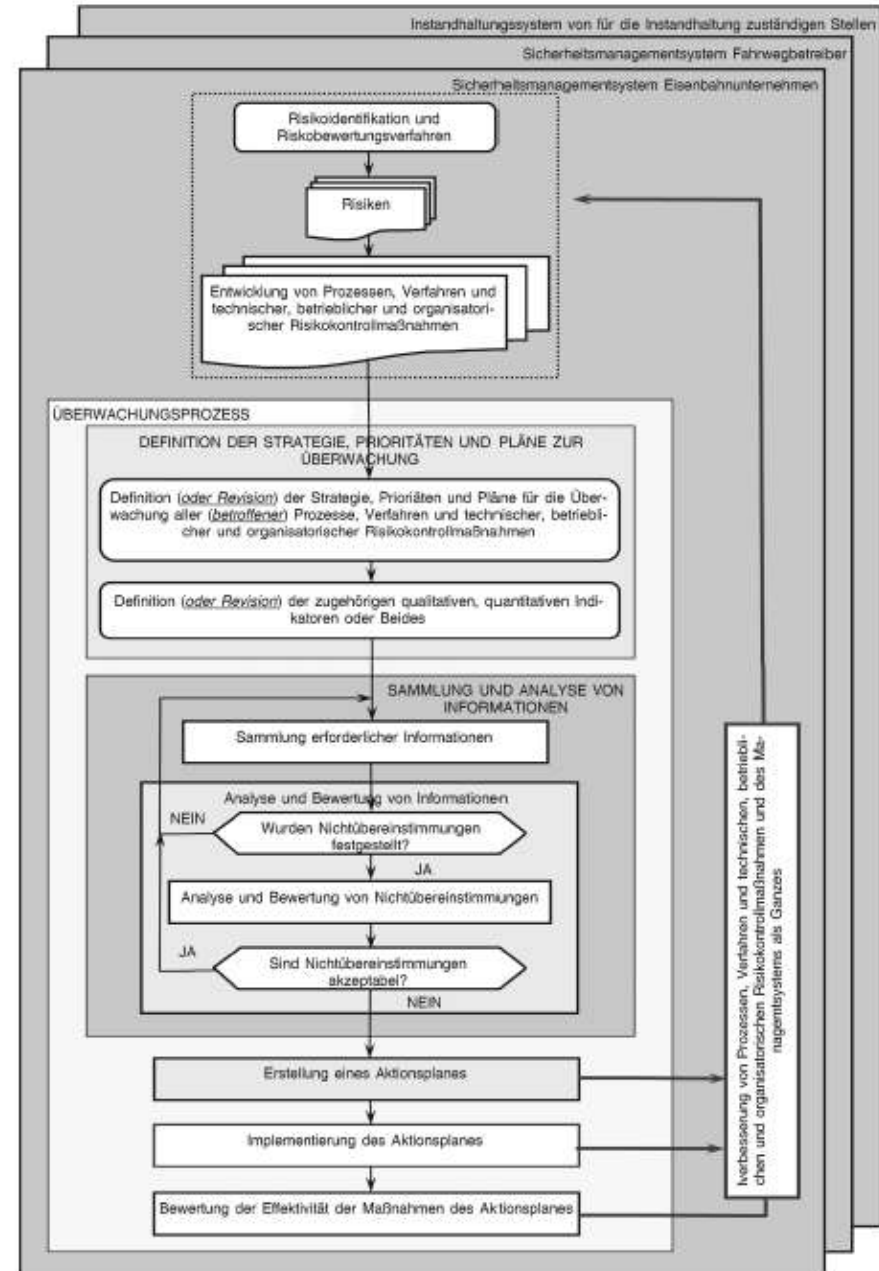 Instandhaltungssystem von für die Instandhaltung zuständigen Stellen
Sicherheitsmanagementsystem Fahrwegbetreiber
Sicherheitsmanagementsystem Eisenbahnunternehmen
Risikoidentifikation und
Riskobewertungsverfahren
Risiken
Entwicklung von Prozessen, Verfahren und
technischer, betrieblicher und organisatori-
scher Risikokontrollmaßnahmen
ÜBERWACHUNGSPROZESS
DEFINITION DER STRATEGIE, PRIORITÄTEN UND PLÄNE ZUR
ÜBERWACHUNG
Definition (oder Revision) der Strategie, Prioriäten und Pläne für die Über-
wachung aller (betroffener) Prozesse, Verfahren und technischer, betriebli-
cher und organisatorischer Risikokontrollmaßnahmen
Definition (oder Revision) der zugehörigen qualitativen, quantitativen Indi-
katoren oder Beides
SAMMLUNG UND ANALYSE VON
INFORMATIONEN
Sammlung erforderlicher Informationen
Analyse und Bewertung von Informationen
NEIN
Wurden Nichtübereinstimmungen
festgestellt?
JA
Analyse und Bewertung von Nichtübereinstimmungen
JA
Sind Nichtübereinstimmungen
akzeptabel?
NEIN
Erstellung eines Aktionsplanes
Implementierung des Aktionsplanes
Bewertung der Effektivität der Maßnahmen des Aktionsplanes
Iverbesserung von Prozessen, Verfahren und technischen, betriebli-
chen und organisatorischen Risikokontrollmaßnahmen und des Ma-
nagemtsystems als Ganzes